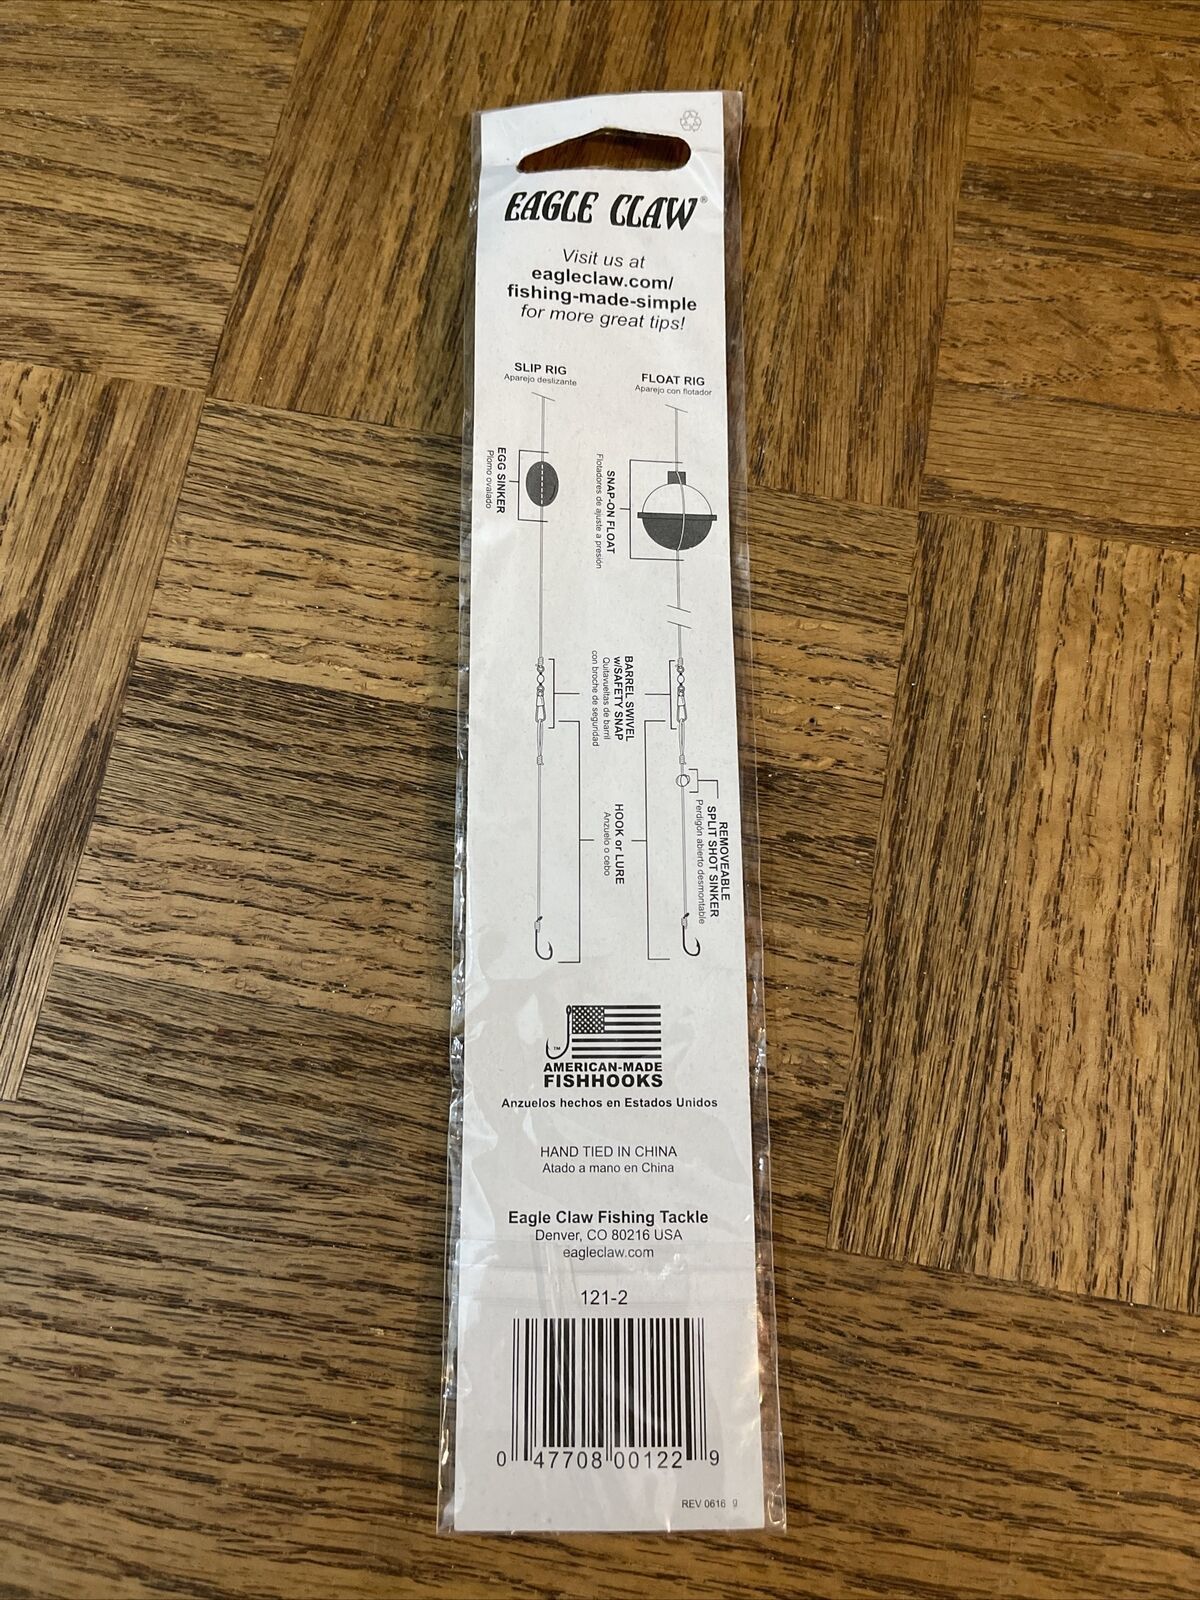 EAGLE CLAW®
Visit us at
eagleclaw.com/
fishing-made-simple
for more great tips!
SLIP RIG
Aparejo deslizante
FLOAT RIG
Aparejo con flotador
EGG SINKER
Plomo ovalado
SNAP-ON FLOAT
Flotadores de ajuste a presión
BARREL SWIVEL
w/SAFETY SNAP
Quitavueltas de barril
con broche de seguridad
HOOK or LURE
Anzuelo o cebo
REMOVEABLE
SPLIT SHOT SINKER
Perdigón abierto desmontable
TM
AMERICAN-MADE
FISHHOOKS
Anzuelos hechos en Estados Unidos
HAND TIED IN CHINA
Atado a mano en China
Eagle Claw Fishing Tackle
Denver, CO 80216 USA
eagleclaw.com
121-2
0 47708 00122 9
REV 0616 g